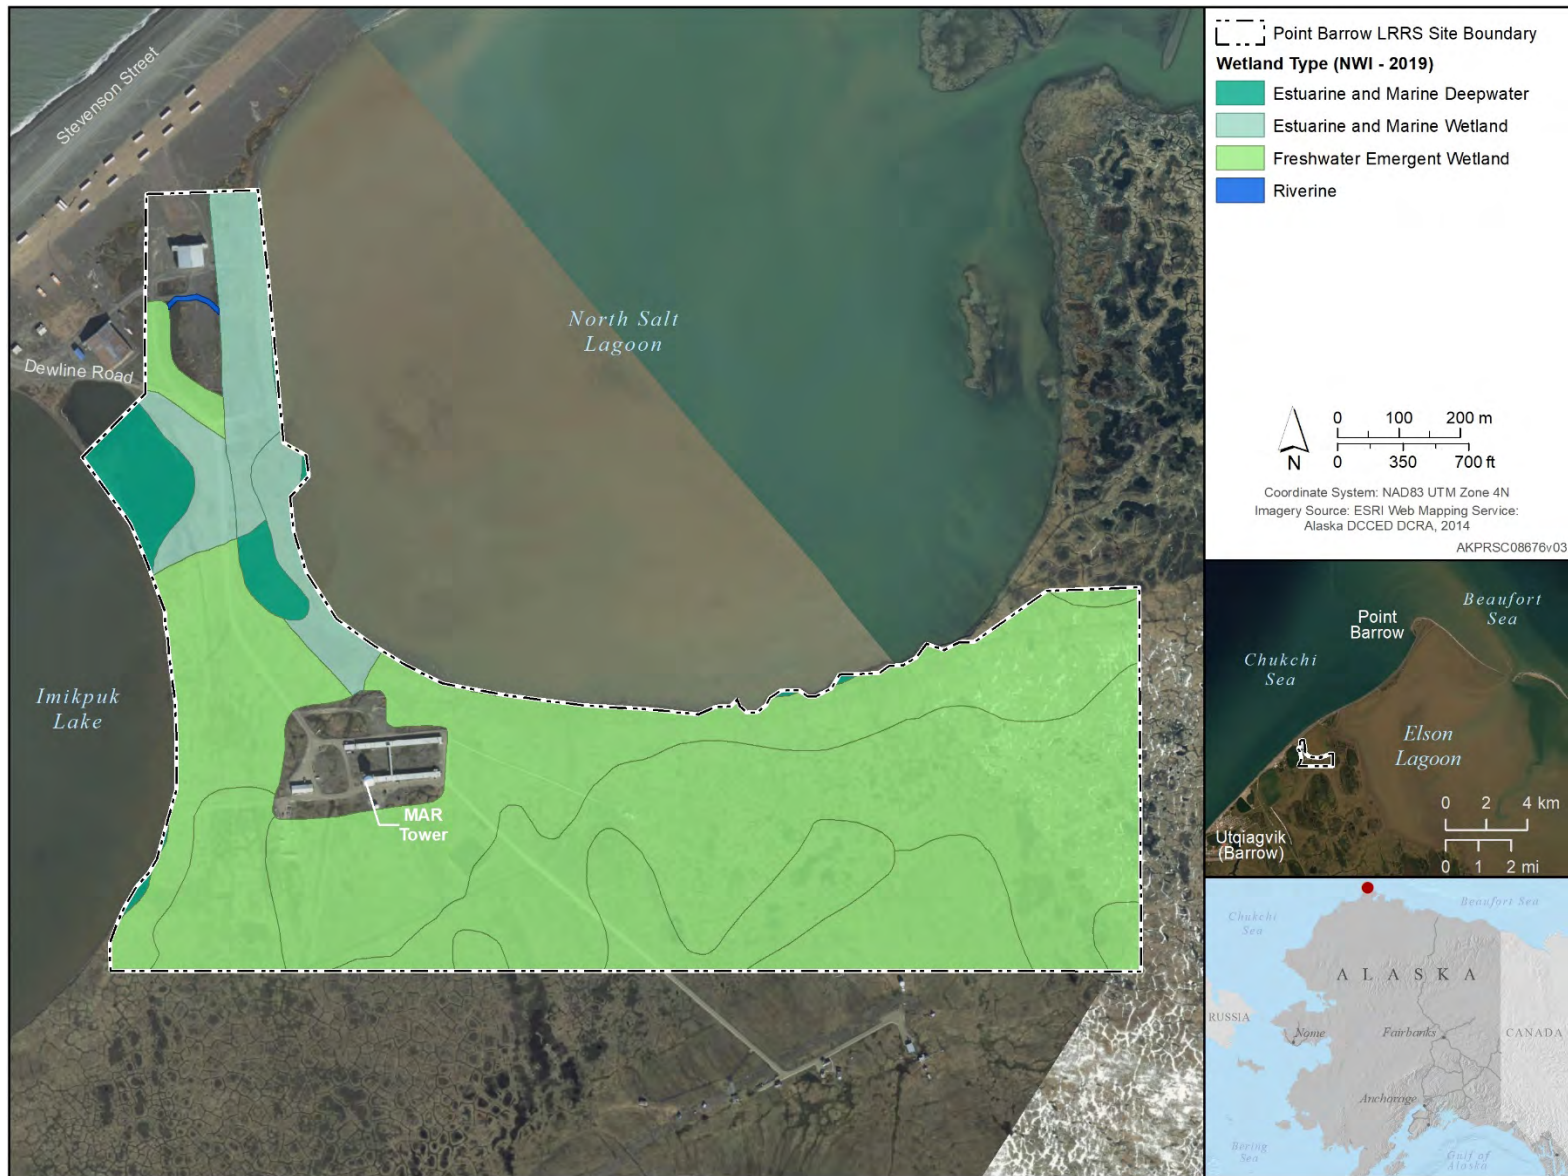 Stevenson Street
North Salt
Lagoon
Dewline Road
Imikpuk
Lake
MAR
Tower
Point Barrow LRRS Site Boundary
Wetland Type (NWI - 2019)
Estuarine and Marine Deepwater
Estuarine and Marine Wetland
Freshwater Emergent Wetland
Riverine
0 100 200 m
N
0 350 700 ft
Coordinate System: NAD83 UTM Zone 4N
Imagery Source: ESRI Web Mapping Service:
Alaska DCCED DCRA, 2014
AKPRSC08676v03
Beaufort
Sea
Point
Barrow
Chukchi
Sea
Elson
Lagoon
0 2 4 km
Utqiagvik
(Barrow)
0 1 2 mi
Chukchi
Sea
Beaufort Sea
ALASKA
RUSSIA
Nome
Fairbanks
CANADA
Anchorage
Bering
Sea
Gulf of
Alaska